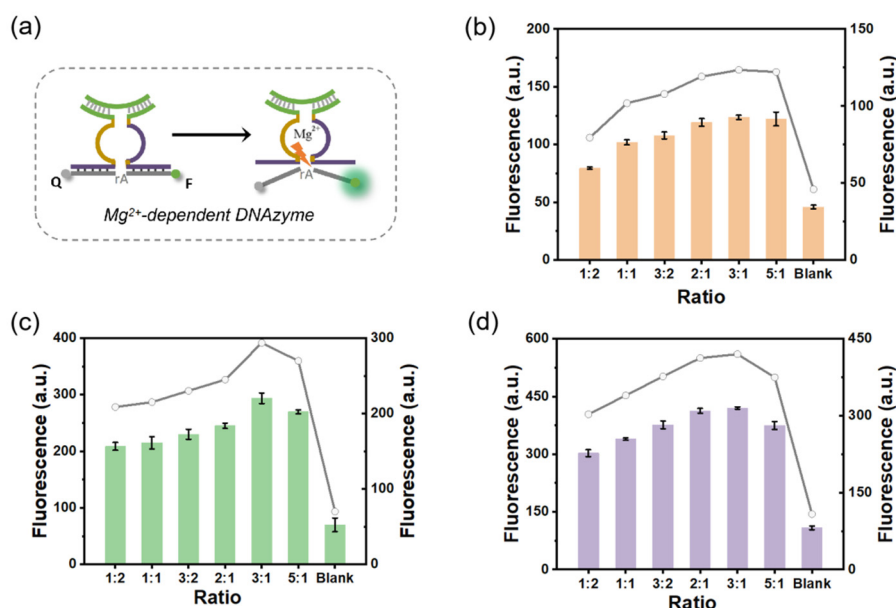 (a)
Mg²⁺
Q
rA
F
rA
Mg²⁺-dependent DNAzyme
(b)
200
150
100
50
0
Fluorescence (a.u.)
150
100
50
0
Fluorescence (a.u.)
1:2 1:1 3:2 2:1 3:1 5:1 Blank
Ratio
(c)
400
300
200
100
0
Fluorescence (a.u.)
300
200
100
0
Fluorescence (a.u.)
1:2 1:1 3:2 2:1 3:1 5:1 Blank
Ratio
(d)
600
450
300
150
0
Fluorescence (a.u.)
450
300
150
0
Fluorescence (a.u.)
1:2 1:1 3:2 2:1 3:1 5:1 Blank
Ratio